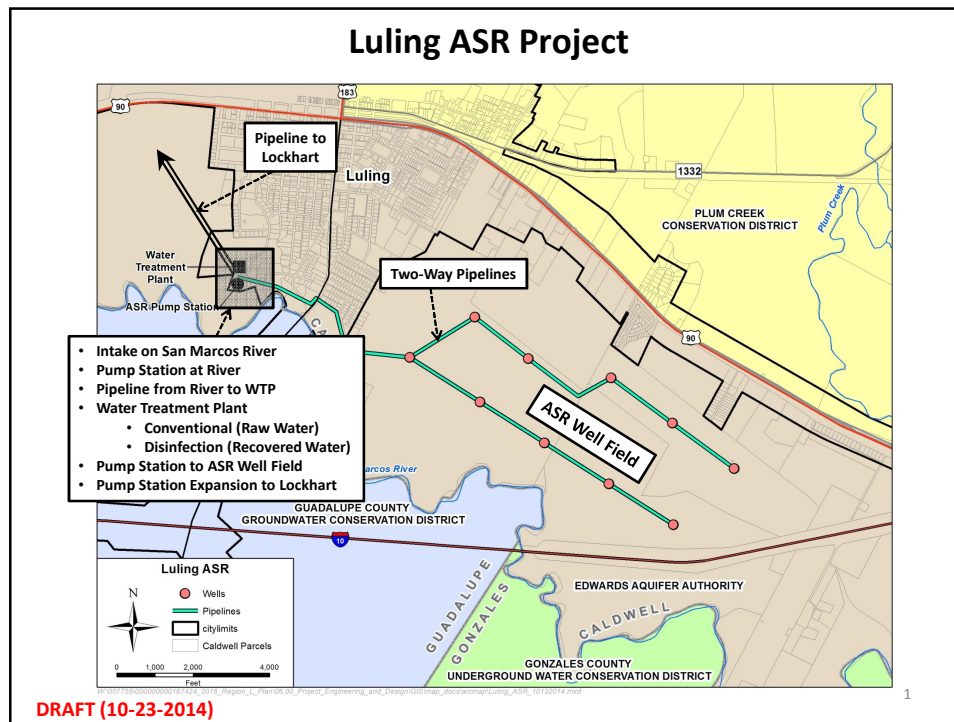 Luling ASR Project
183
90
Pipeline to
Lockhart
Luling
1332
PLUM CREEK
CONSERVATION DISTRICT
Plum Creek
Water
Treatment
Plant
Two-Way Pipelines
ASR Pump Station
CA
90
• Intake on San Marcos River
• Pump Station at River
• Pipeline from River to WTP
• Water Treatment Plant
• Conventional (Raw Water)
• Disinfection (Recovered Water)
• Pump Station to ASR Well Field
• Pump Station Expansion to Lockhart
ASR Well Field
arcos River
GUADALUPE COUNTY
GROUNDWATER CONSERVATION DISTRICT
10
Luling ASR
N
Wells
Pipelines
citylimits
Caldwell Parcels
0 1,000 2,000 4,000
Feet
GUADALUPE
GONZALES
EDWARDS AQUIFER AUTHORITY
CALDWELL
GONZALES COUNTY
UNDERGROUND WATER CONSERVATION DISTRICT
DRAFT (10-23-2014)
1